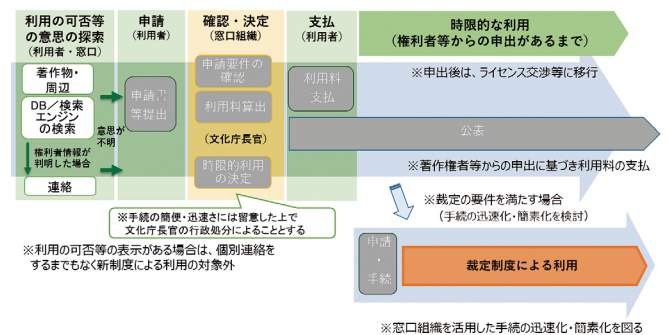 利用の可否等
の意思の探索
(利用者・窓口)
著作物・
周辺
DB/検索
エンジン
の検索
権利者情報が
判明した場合
連絡
意思が
不明
申請
(利用者)
申請書
等提出
確認・決定
(窓口組織)
申請要件の
確認
利用料算出
(文化庁長官)
時限的利用
の決定
支払
(利用者)
利用料
支払
時限的な利用
(権利者等からの申出があるまで)
※申出後は、ライセンス交渉等に移行
公表
※著作権者等からの申出に基づき利用料の支払
※手続の簡便・迅速さには留意した上で
文化庁長官の行政処分によることとする
※利用の可否等の表示がある場合は、個別連絡を
するまでもなく新制度による利用の対象外
※裁定の要件を満たす場合
(手続の迅速化・簡素化を検討)
申請
・
手続
裁定制度による利用
※窓口組織を活用した手続の迅速化・簡素化を図る